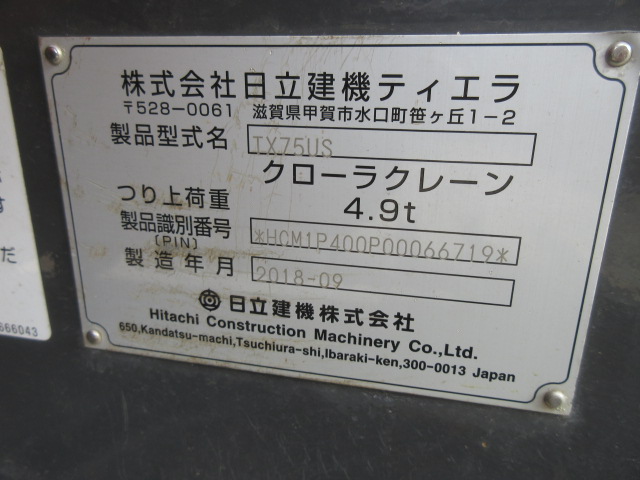 株式会社日立建機ティエラ
〒528-0061 滋賀県甲賀市水口町笹ヶ丘1-2
製品型式名 TX75US
クローラクレーン
つり上荷重 4.9t
製品識別番号 *HCM1P400P00066719*
(PIN)
製造年月 2018-09
日立建機株式会社
Hitachi Construction Machinery Co.,Ltd.
650,Kandatsu-machi,Tsuchiura-shi,Ibaraki-ken,300-0013 Japan
す
だ
666043